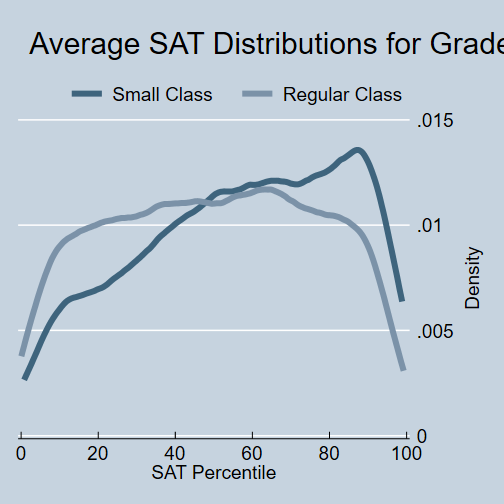 Average SAT Distributions for Grade
Small Class Regular Class
.015
.01
.005
0
Density
0 20 40 60 80 100
SAT Percentile